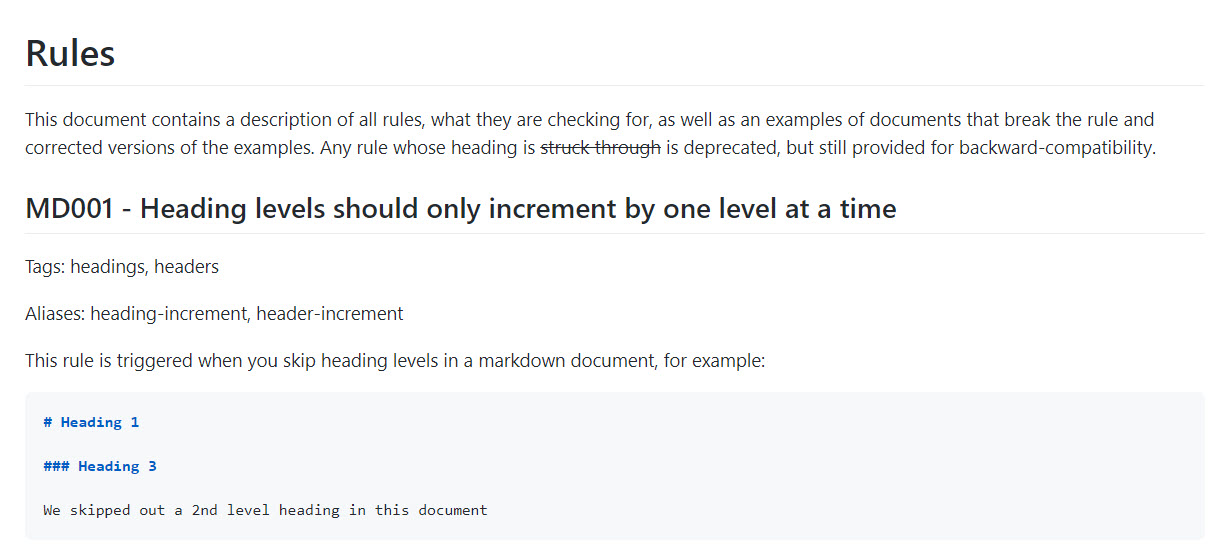 Rules
This document contains a description of all rules, what they are checking for, as well as an examples of documents that break the rule and
corrected versions of the examples. Any rule whose heading is struck through is deprecated, but still provided for backward-compatibility.
MD001 - Heading levels should only increment by one level at a time
Tags: headings, headers
Aliases: heading-increment, header-increment
This rule is triggered when you skip heading levels in a markdown document, for example:
# Heading 1
### Heading 3
We skipped out a 2nd level heading in this document